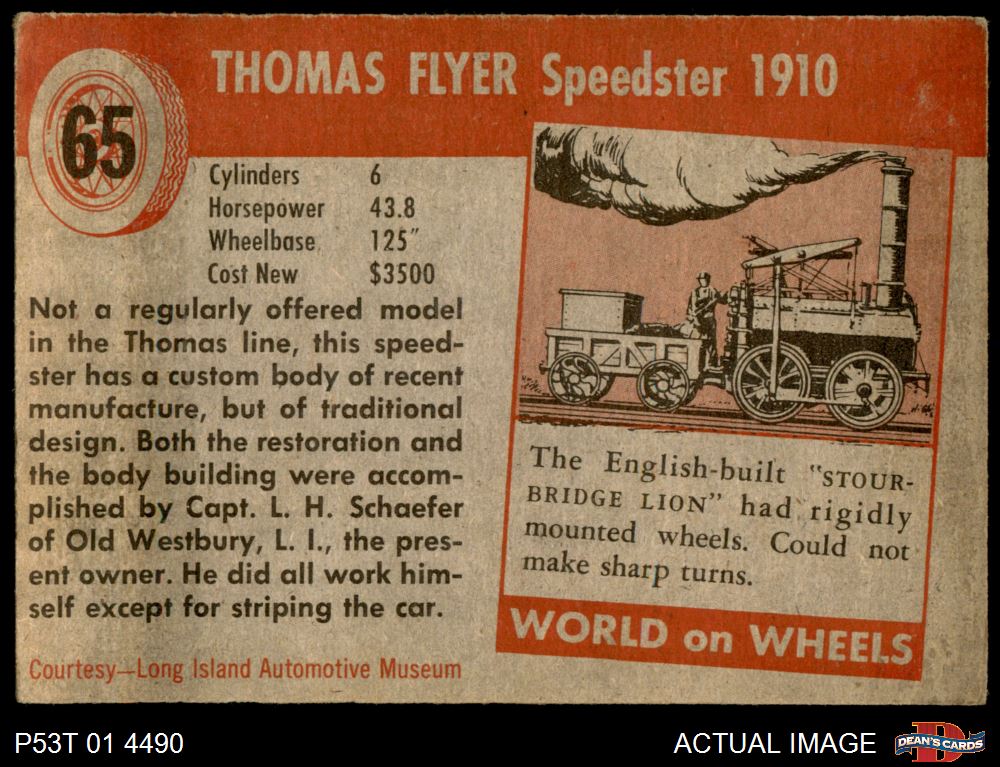 65
THOMAS FLYER Speedster 1910
Cylinders 6
Horsepower 43.8
Wheelbase 125"
Cost New $3500
Not a regularly offered model
in the Thomas line, this speed-
ster has a custom body of recent
manufacture, but of traditional
design. Both the restoration and
the body building were accom-
plished by Capt. L. H. Schaefer
of Old Westbury, L. I., the pres-
ent owner. He did all work him-
self except for striping the car.
Courtesy—Long Island Automotive Museum
The English-built "STOUR-
BRIDGE LION" had rigidly
mounted wheels. Could not
make sharp turns.
WORLD on WHEELS
P53T 01 4490
ACTUAL IMAGE
DEAN'S CARDS